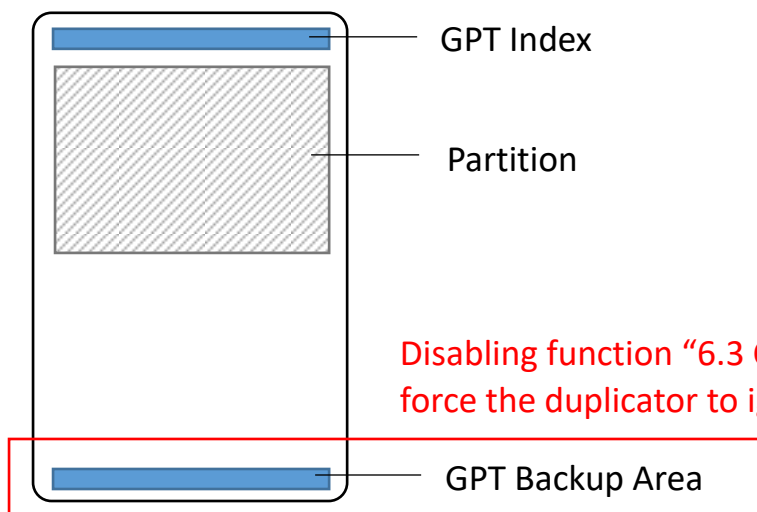 GPT Index
Partition
Disabling function “6.3
force the duplicator to
GPT Backup Area